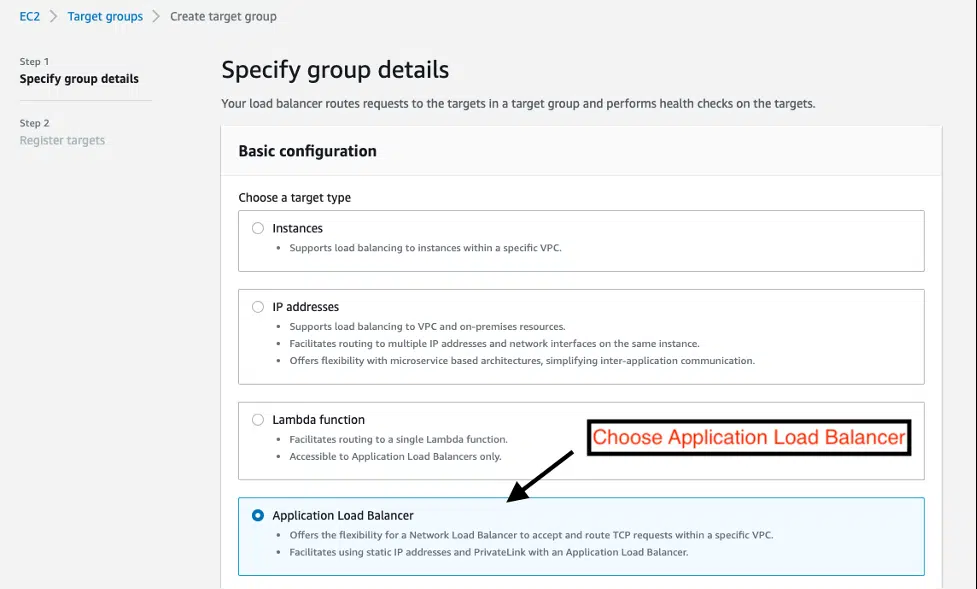 EC2 > Target groups > Create target group
Step 1
Specify group details
Step 2
Register targets
Specify group details
Your load balancer routes requests to the targets in a target group and performs health checks on the targets.
Basic configuration
Choose a target type
Instances
• Supports load balancing to instances within a specific VPC.
IP addresses
• Supports load balancing to VPC and on-premises resources.
• Facilitates routing to multiple IP addresses and network interfaces on the same instance.
• Offers flexibility with microservice based architectures, simplifying inter-application communication.
Lambda function
• Facilitates routing to a single Lambda function.
• Accessible to Application Load Balancers only.
Choose Application Load Balancer
Application Load Balancer
• Offers the flexibility for a Network Load Balancer to accept and route TCP requests within a specific VPC.
• Facilitates using static IP addresses and PrivateLink with an Application Load Balancer.